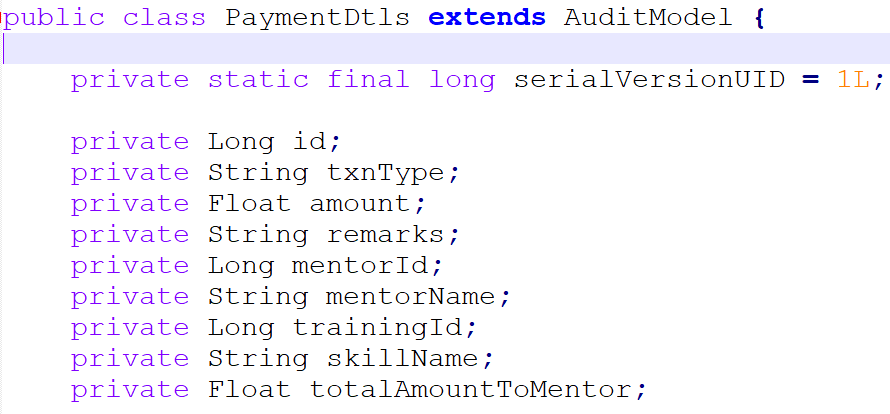 public class PaymentDtls extends AuditModel {
private static final long serialVersionUID = 1L;
private Long id;
private String txnType;
private Float amount;
private String remarks;
private Long mentorId;
private String mentorName;
private Long trainingId;
private String skillName;
private Float totalAmountToMentor;